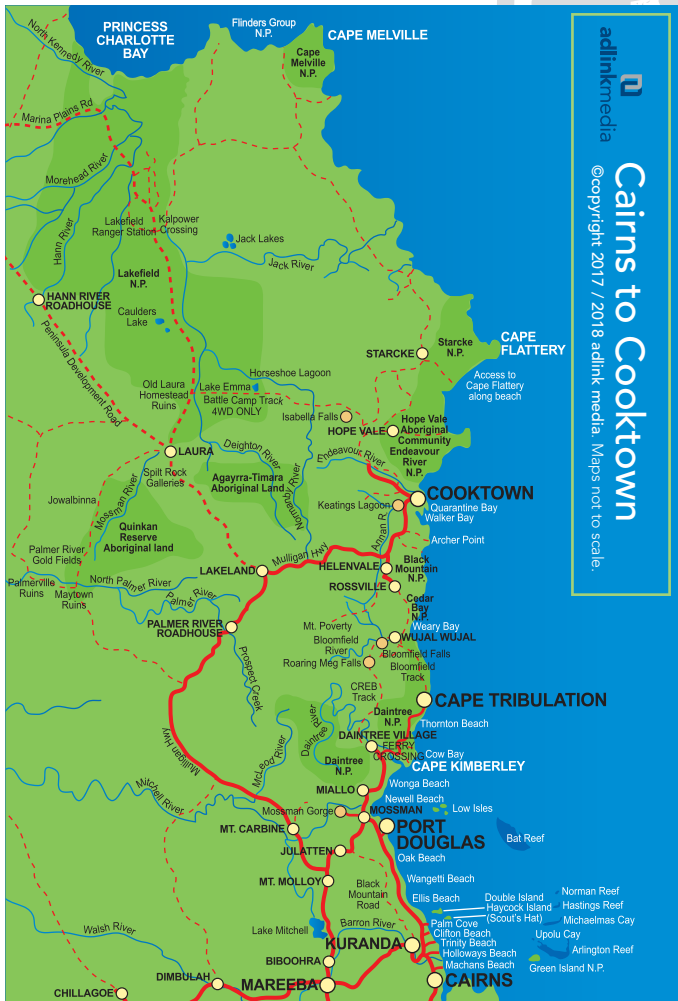 PRINCESS
CHARLOTTE
BAY
Flinders Group
N.P.
CAPE MELVILLE
Cape
Melville
N.P.
North Kennedy River
Marina Plains Rd
Morehead River
Hann River
Lakefield
Ranger Station
Kalpower
Crossing
Jack Lakes
Jack River
Lakefield
N.P.
HANN RIVER
ROADHOUSE
Caulders
Lake
Peninsula Development Road
STARCKE
Starcke
N.P.
CAPE
FLATTERY
Access to
Cape Flattery
along beach
Horseshoe Lagoon
Old Laura
Homestead
Ruins
Lake Emma
Battle Camp Track
4WD ONLY
Isabella Falls
HOPE VALE
Hope Vale
Aboriginal
Community
Endeavour
River
N.P.
LAURA
Deighton River
Endeavour River
Split Rock
Galleries
Normanby River
Agayrra-Timara
Aboriginal Land
Jowalbinna
Mossman River
COOKTOWN
Keatings Lagoon
Quarantine Bay
Walker Bay
Annan R
Quinkan
Reserve
Aboriginal land
Archer Point
Palmer River
Gold Fields
Mulligan Hwy
HELENVALE
Black
Mountain
N.P.
LAKELAND
Palmerville
Ruins
North Palmer River
Maytown
Ruins
Palmer River
ROSSVILLE
Cedar
Bay
N.P.
PALMER RIVER
ROADHOUSE
Mt. Poverty
Weary Bay
Bloomfield
River
WUJAL WUJAL
Roaring Meg Falls
Bloomfield Falls
Bloomfield
Track
Prospect Creek
CREB
Track
CAPE TRIBULATION
Daintree
N.P.
Thornton Beach
Daintree River
DAINTREE VILLAGE
FERRY
CROSSING
Cow Bay
CAPE KIMBERLEY
Mulligan Hwy
McLeod River
Daintree
N.P.
Wonga Beach
MIALLO
Mitchell River
Newell Beach
Mossmah Gorge
MOSSMAN
Low Isles
MT. CARBINE
PORT
DOUGLAS
Bat Reef
JULATTEN
Oak Beach
MT. MOLLOY
Wangetti Beach
Black
Mountain
Road
Ellis Beach
Double Island
Haycock Island
(Scout's Hat)
Norman Reef
Hastings Reef
Michaelmas Cay
Upolu Cay
Arlington Reef
Green Island N.P.
Walsh River
Lake Mitchell
Barron River
Palm Cove
Clifton Beach
Trinity Beach
Holloways Beach
Machans Beach
KURANDA
BIBOOHRA
DIMBULAH
MAREEBA
CAIRNS
CHILLAGOE
adlinkmedia
Cairns to Cooktown
©copyright 2017 / 2018 adlink media. Maps not to scale.